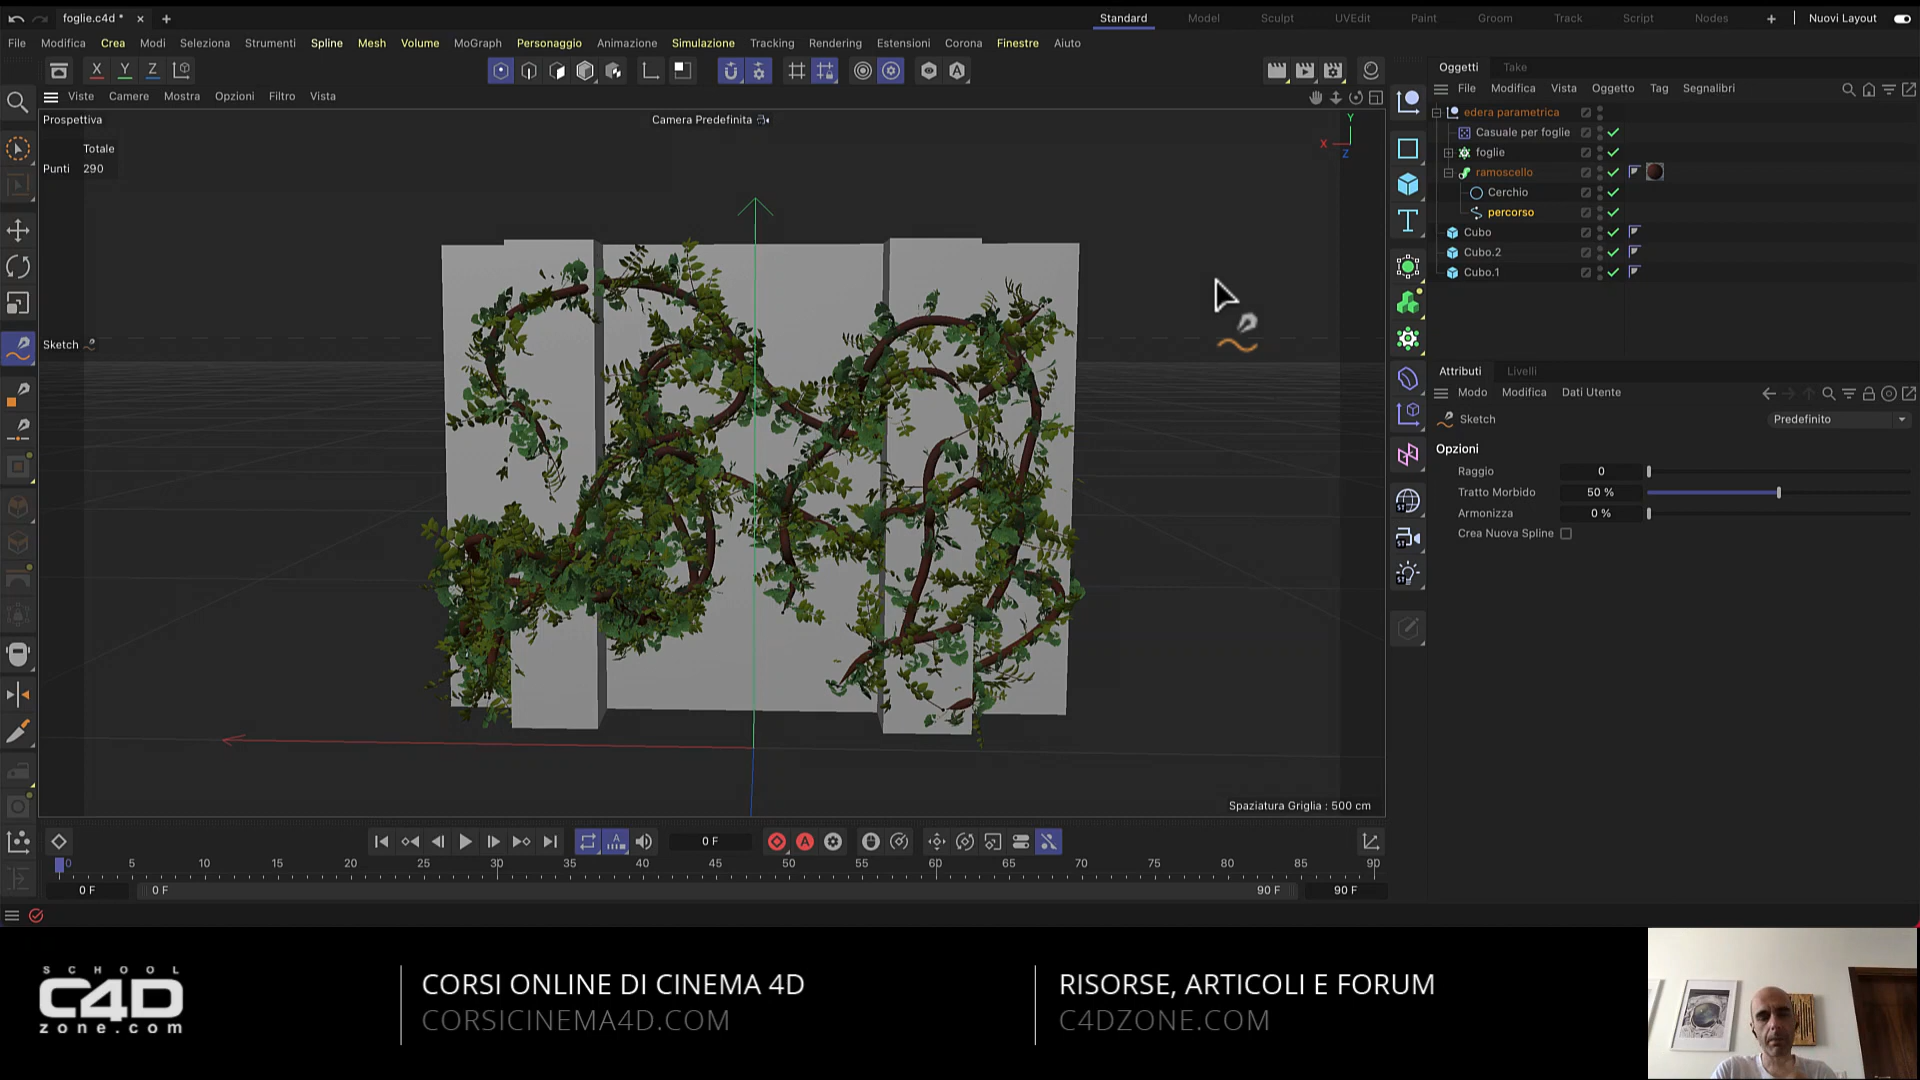 foglie.c4d *
Standard Model Sculpt UVEdit Paint Groom Track Script Nodes Nuovi Layout
File Modifica Crea Modi Seleziona Strumenti Spline Mesh Volume MoGraph Personaggio Animazione Simulazione Tracking Rendering Estensioni Corona Finestre Aiuto
X Y Z
Oggetti Take
File Modifica Vista Oggetto Tag Segnalibri
Viste Camere Mostra Opzioni Filtro Vista
Prospettiva
Camera Predefinita
Totale
Punti 290
Y
X
Z
Sketch
edera parametrica
Casuale per foglie
foglie
ramoscello
Cerchio
percorso
Cubo
Cubo.2
Cubo.1
Attributi Livelli
Modo Modifica Dati Utente
Sketch Predefinito
Opzioni
Raggio 0
Tratto Morbido 50 %
Armonizza 0 %
Crea Nuova Spline
Spaziatura Griglia : 500 cm
0 F
0 5 10 15 20 25 30 35 40 45 50 55 60 65 70 75 80 85 90
0 F 0 F 90 F 90 F
SCHOOL
C4D
zone.com
CORSI ONLINE DI CINEMA 4D
CORSICINEMA4D.COM
RISORSE, ARTICOLI E FORUM
C4DZONE.COM